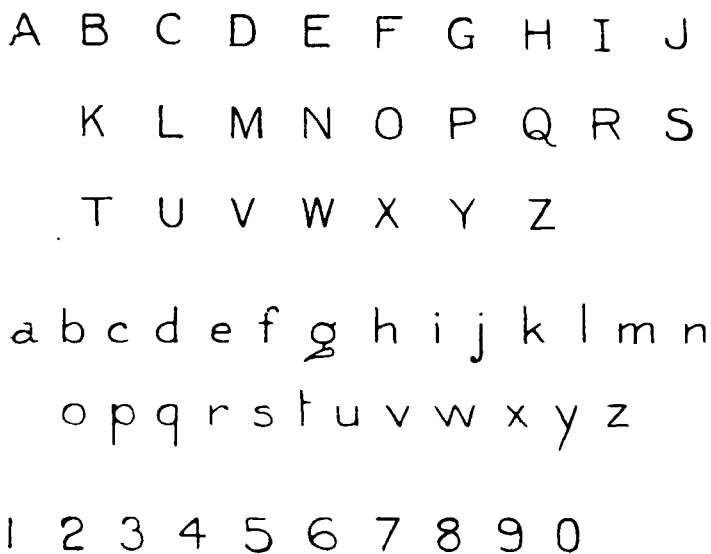 A B C D E F G H I J
K L M N O P Q R S
T U V W X Y Z
a b c d e f g h i j k l m n
o p q r s t u v w x y z
1 2 3 4 5 6 7 8 9 0